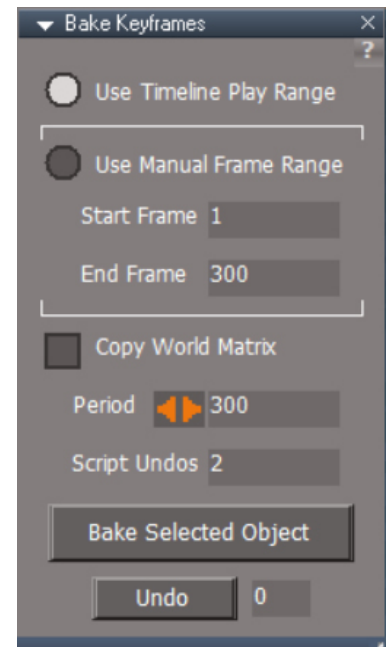 Bake Keyframes
?
Use Timeline Play Range
Use Manual Frame Range
Start Frame 1
End Frame 300
Copy World Matrix
Period 300
Script Undos 2
Bake Selected Object
Undo 0